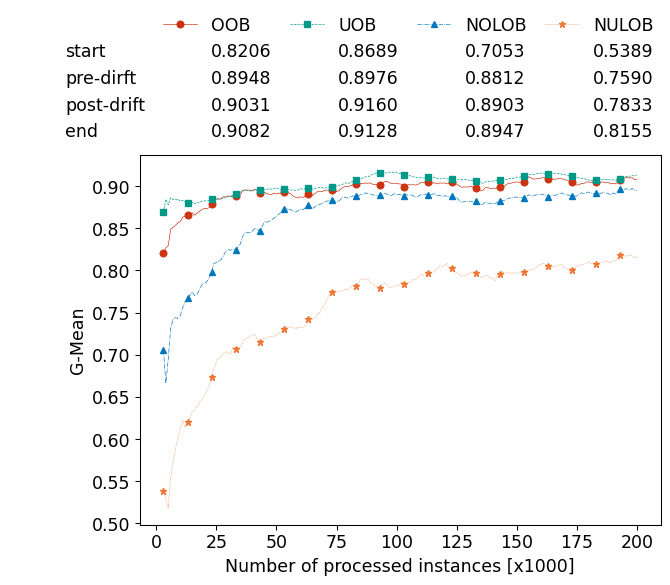 OOB UOB NOLOB NULOB
start 0.8206 0.8689 0.7053 0.5389
pre-dirft 0.8948 0.8976 0.8812 0.7590
post-drift 0.9031 0.9160 0.8903 0.7833
end 0.9082 0.9128 0.8947 0.8155
G-Mean
0.90
0.85
0.80
0.75
0.70
0.65
0.60
0.55
0.50
0 25 50 75 100 125 150 175 200
Number of processed instances [x1000]